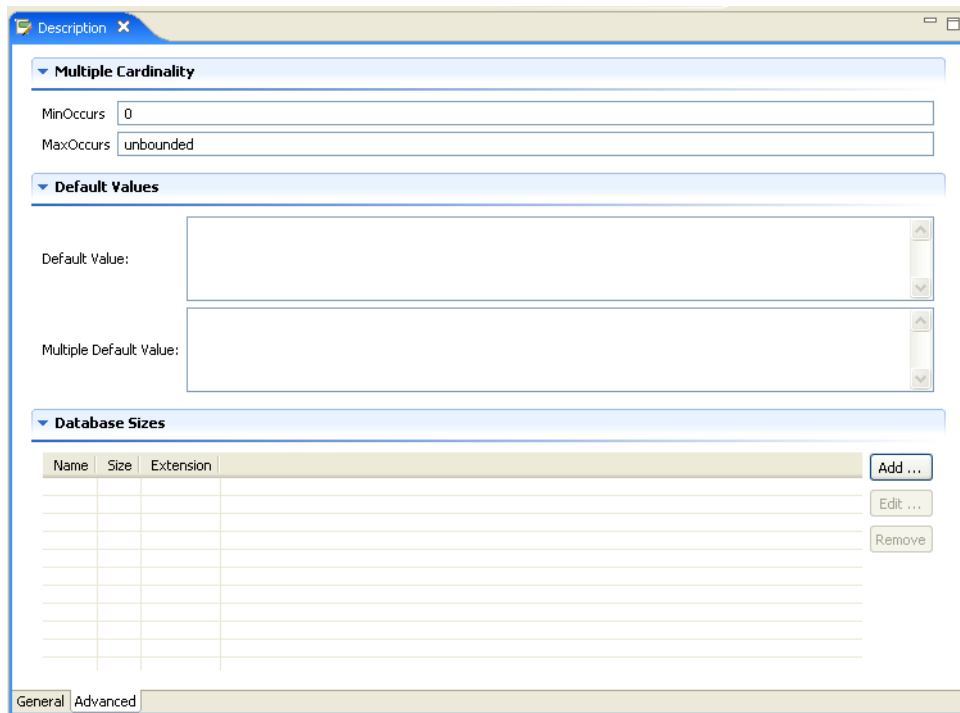 Description
Multiple Cardinality
MinOccurs 0
MaxOccurs unbounded
Default Values
Default Value:
Multiple Default Value:
Database Sizes
Name Size Extension
Add ...
Edit ...
Remove
General Advanced